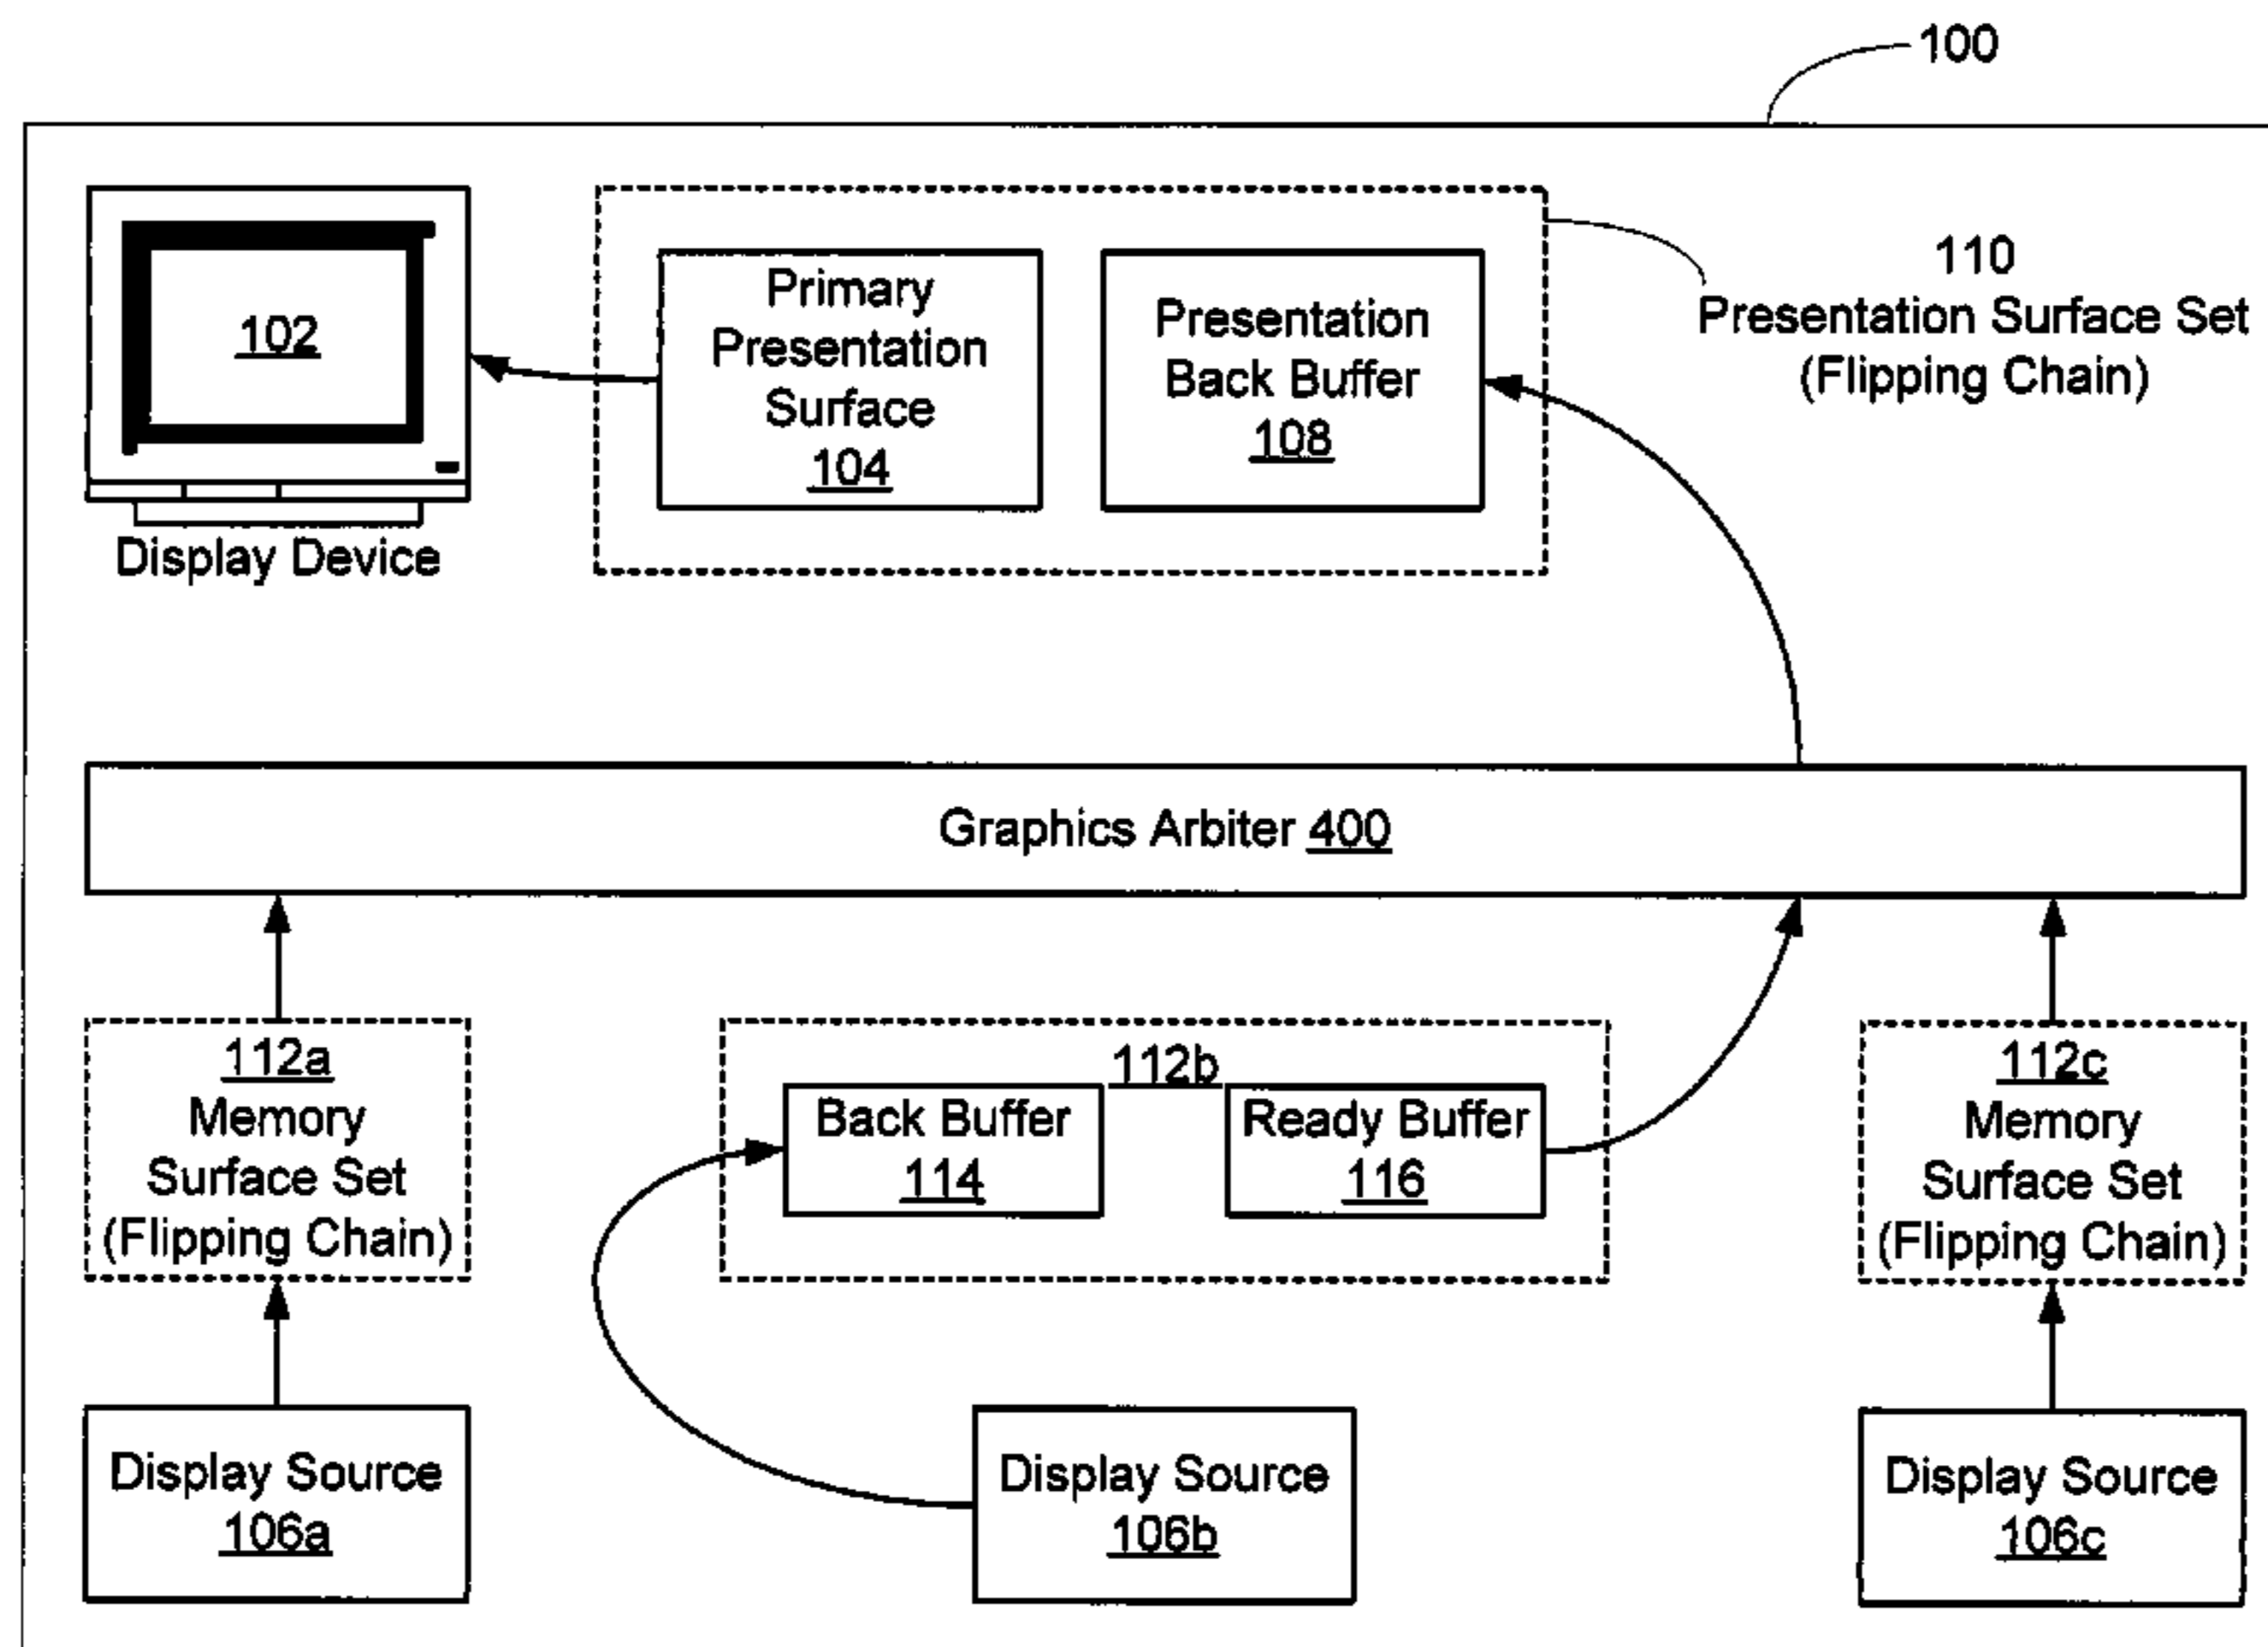 100
102
Display Device
Primary
Presentation
Surface
104
Presentation
Back Buffer
108
110
Presentation Surface Set
(Flipping Chain)
Graphics Arbiter 400
112a
Memory
Surface Set
(Flipping Chain)
112b
Back Buffer
114
Ready Buffer
116
112c
Memory
Surface Set
(Flipping Chain)
Display Source
106a
Display Source
106b
Display Source
106c